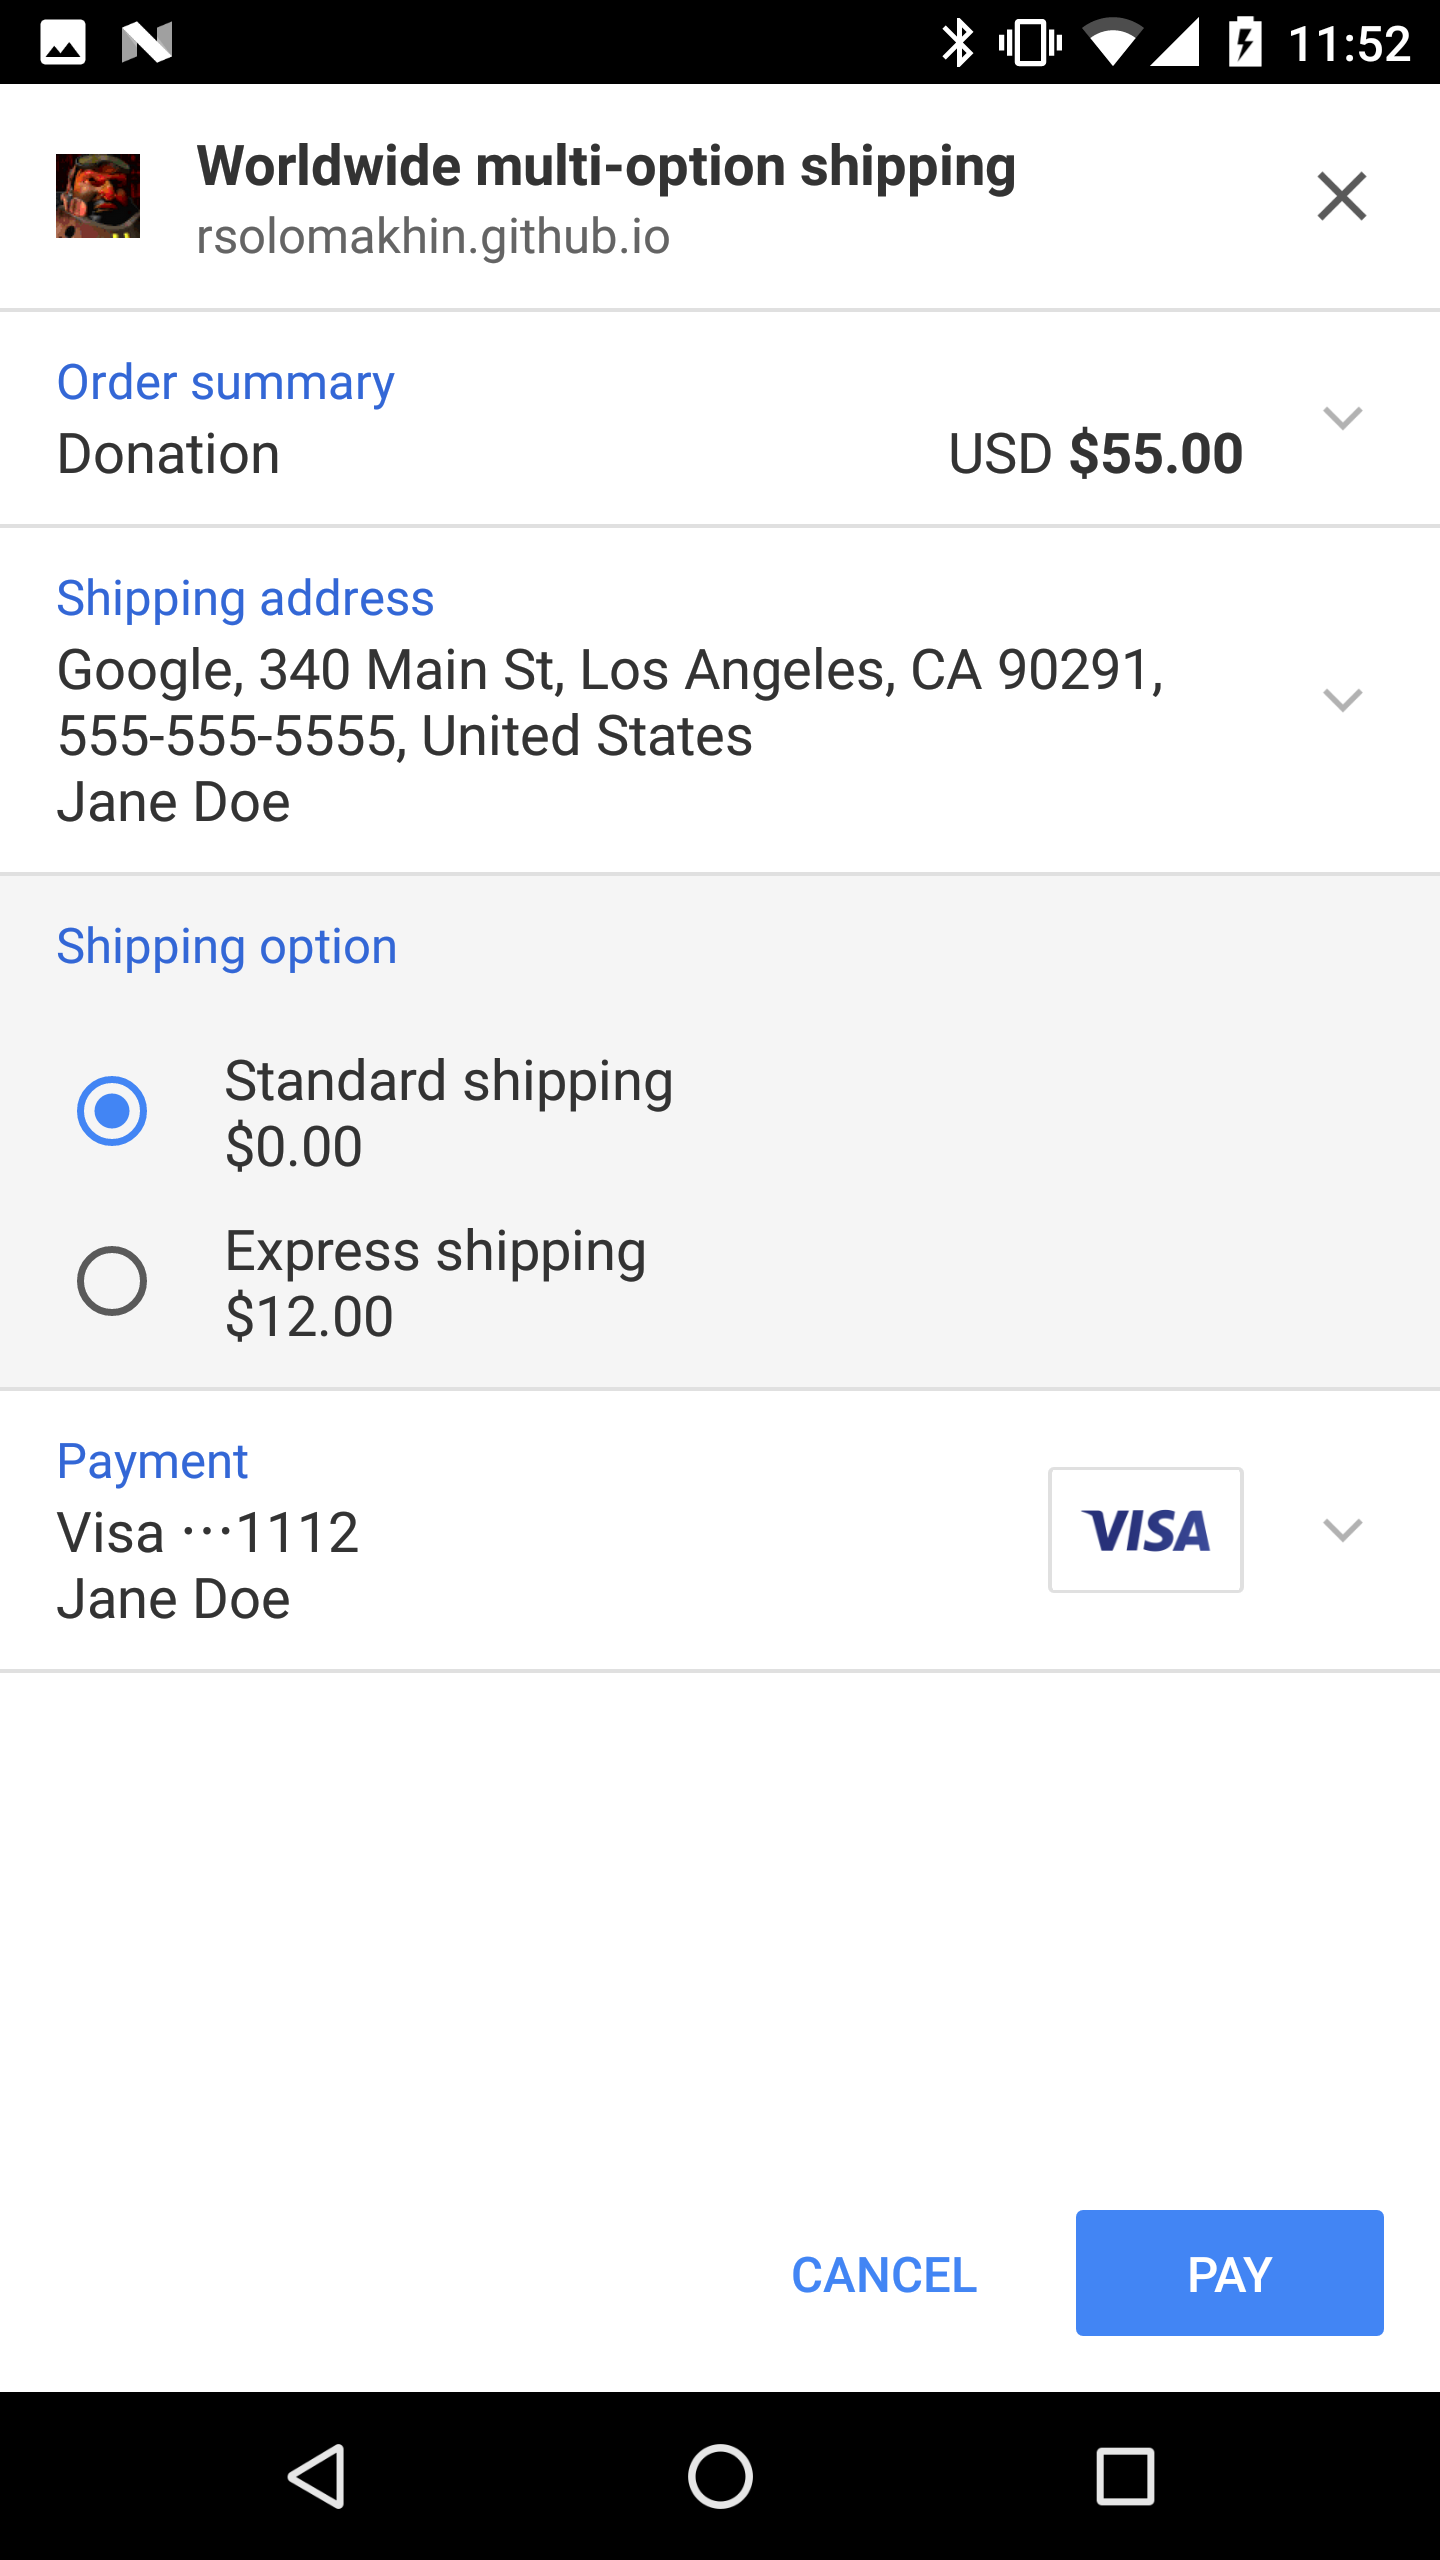 11:52
Worldwide multi-option shipping
rsolomakhin.github.io
Order summary
Donation USD $55.00
Shipping address
Google, 340 Main St, Los Angeles, CA 90291,
555-555-5555, United States
Jane Doe
Shipping option
Standard shipping
$0.00
Express shipping
$12.00
Payment
Visa ···1112
VISA
Jane Doe
CANCEL PAY